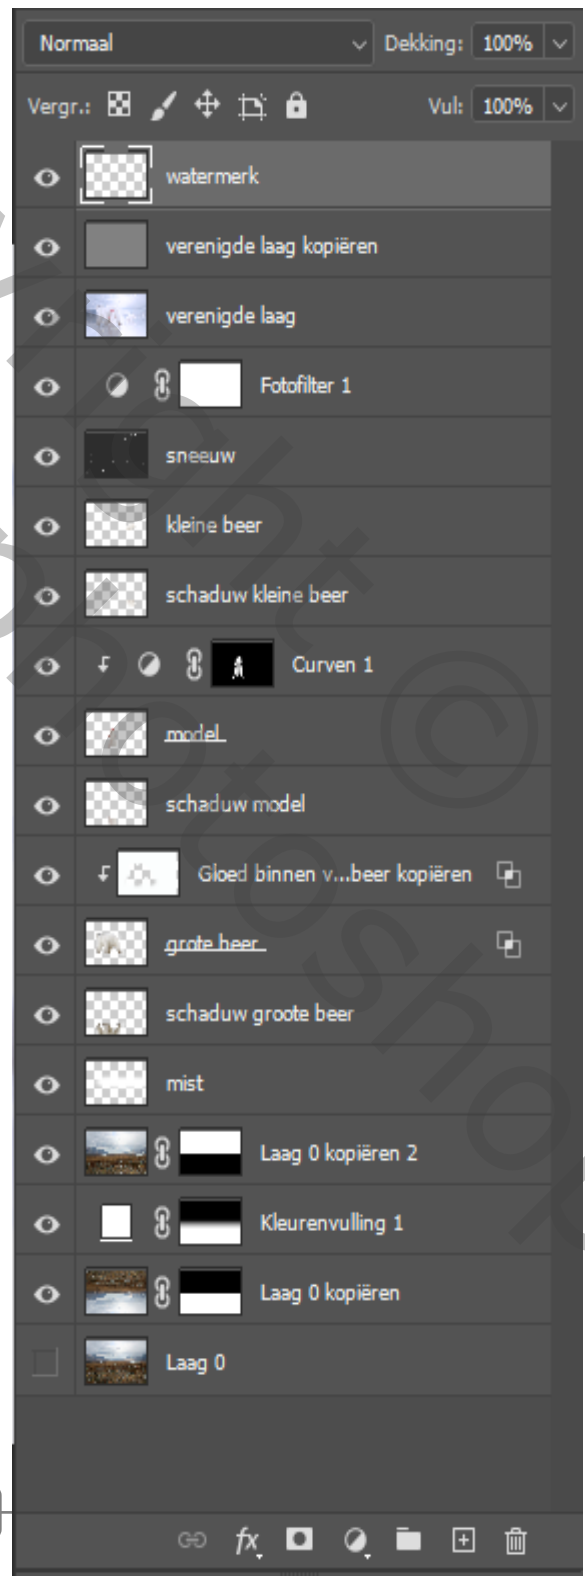 Normaal Dekking: 100%
Vergr.: Vul: 100%
watermerk
verenigde laag kopiëren
verenigde laag
Fotofilter 1
sneeuw
kleine beer
schaduw kleine beer
Curven 1
model
schaduw model
Gloed binnen v...beer kopiëren
grote beer
schaduw groote beer
mist
Laag 0 kopiëren 2
Kleurenvulling 1
Laag 0 kopiëren
Laag 0
fx